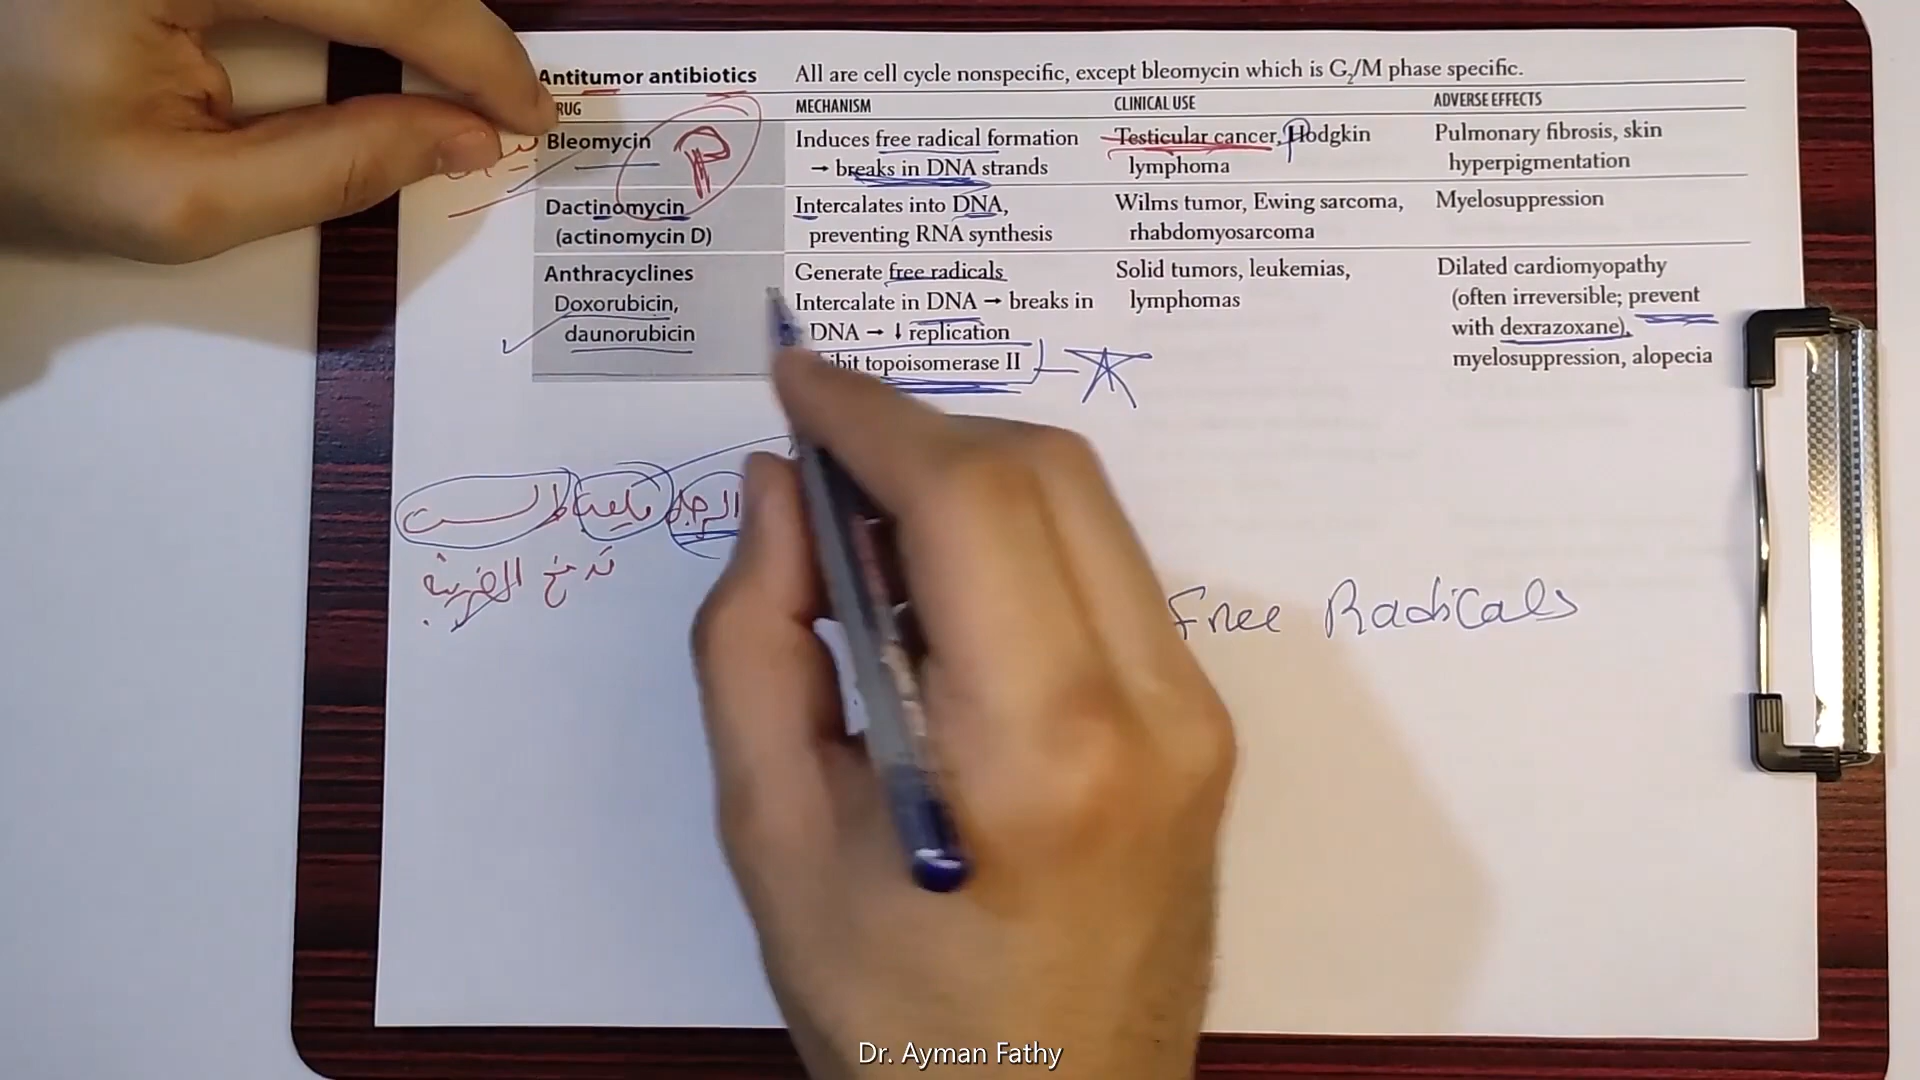 Antitumor antibiotics All are cell cycle nonspecific, except bleomycin which is G₂/M phase specific.
RUG MECHANISM CLINICAL USE ADVERSE EFFECTS
Bleomycin Induces free radical formation → breaks in DNA strands Testicular cancer, Hodgkin lymphoma Pulmonary fibrosis, skin hyperpigmentation
Dactinomycin (actinomycin D) Intercalates into DNA, preventing RNA synthesis Wilms tumor, Ewing sarcoma, rhabdomyosarcoma Myelosuppression
Anthracyclines Doxorubicin, daunorubicin Generate free radicals Intercalate in DNA → breaks in DNA → ↓ replication ibit topoisomerase II Solid tumors, leukemias, lymphomas Dilated cardiomyopathy (often irreversible; prevent with dexrazoxane), myelosuppression, alopecia
Free Radicals
Dr. Ayman Fathy